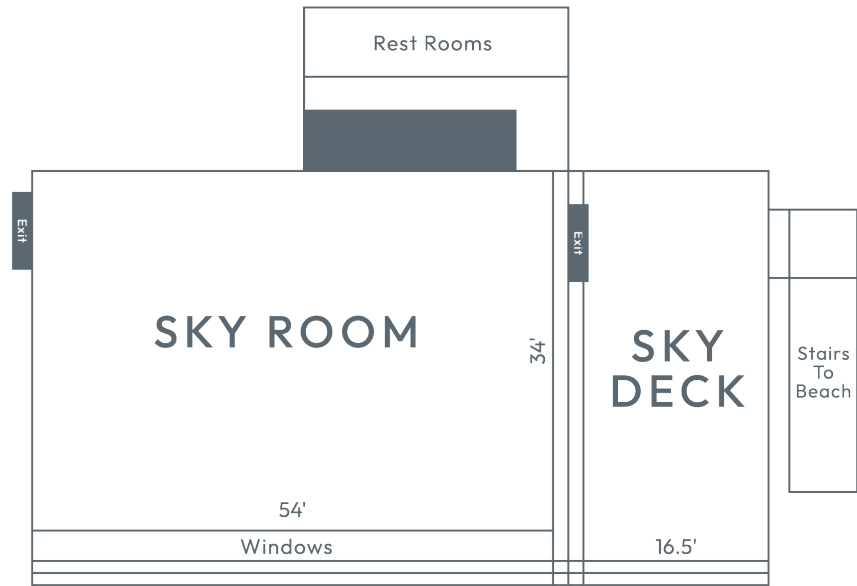 Rest Rooms
Exit
Exit
SKY ROOM
34'
SKY
DECK
Stairs
To
Beach
54'
Windows
16.5'